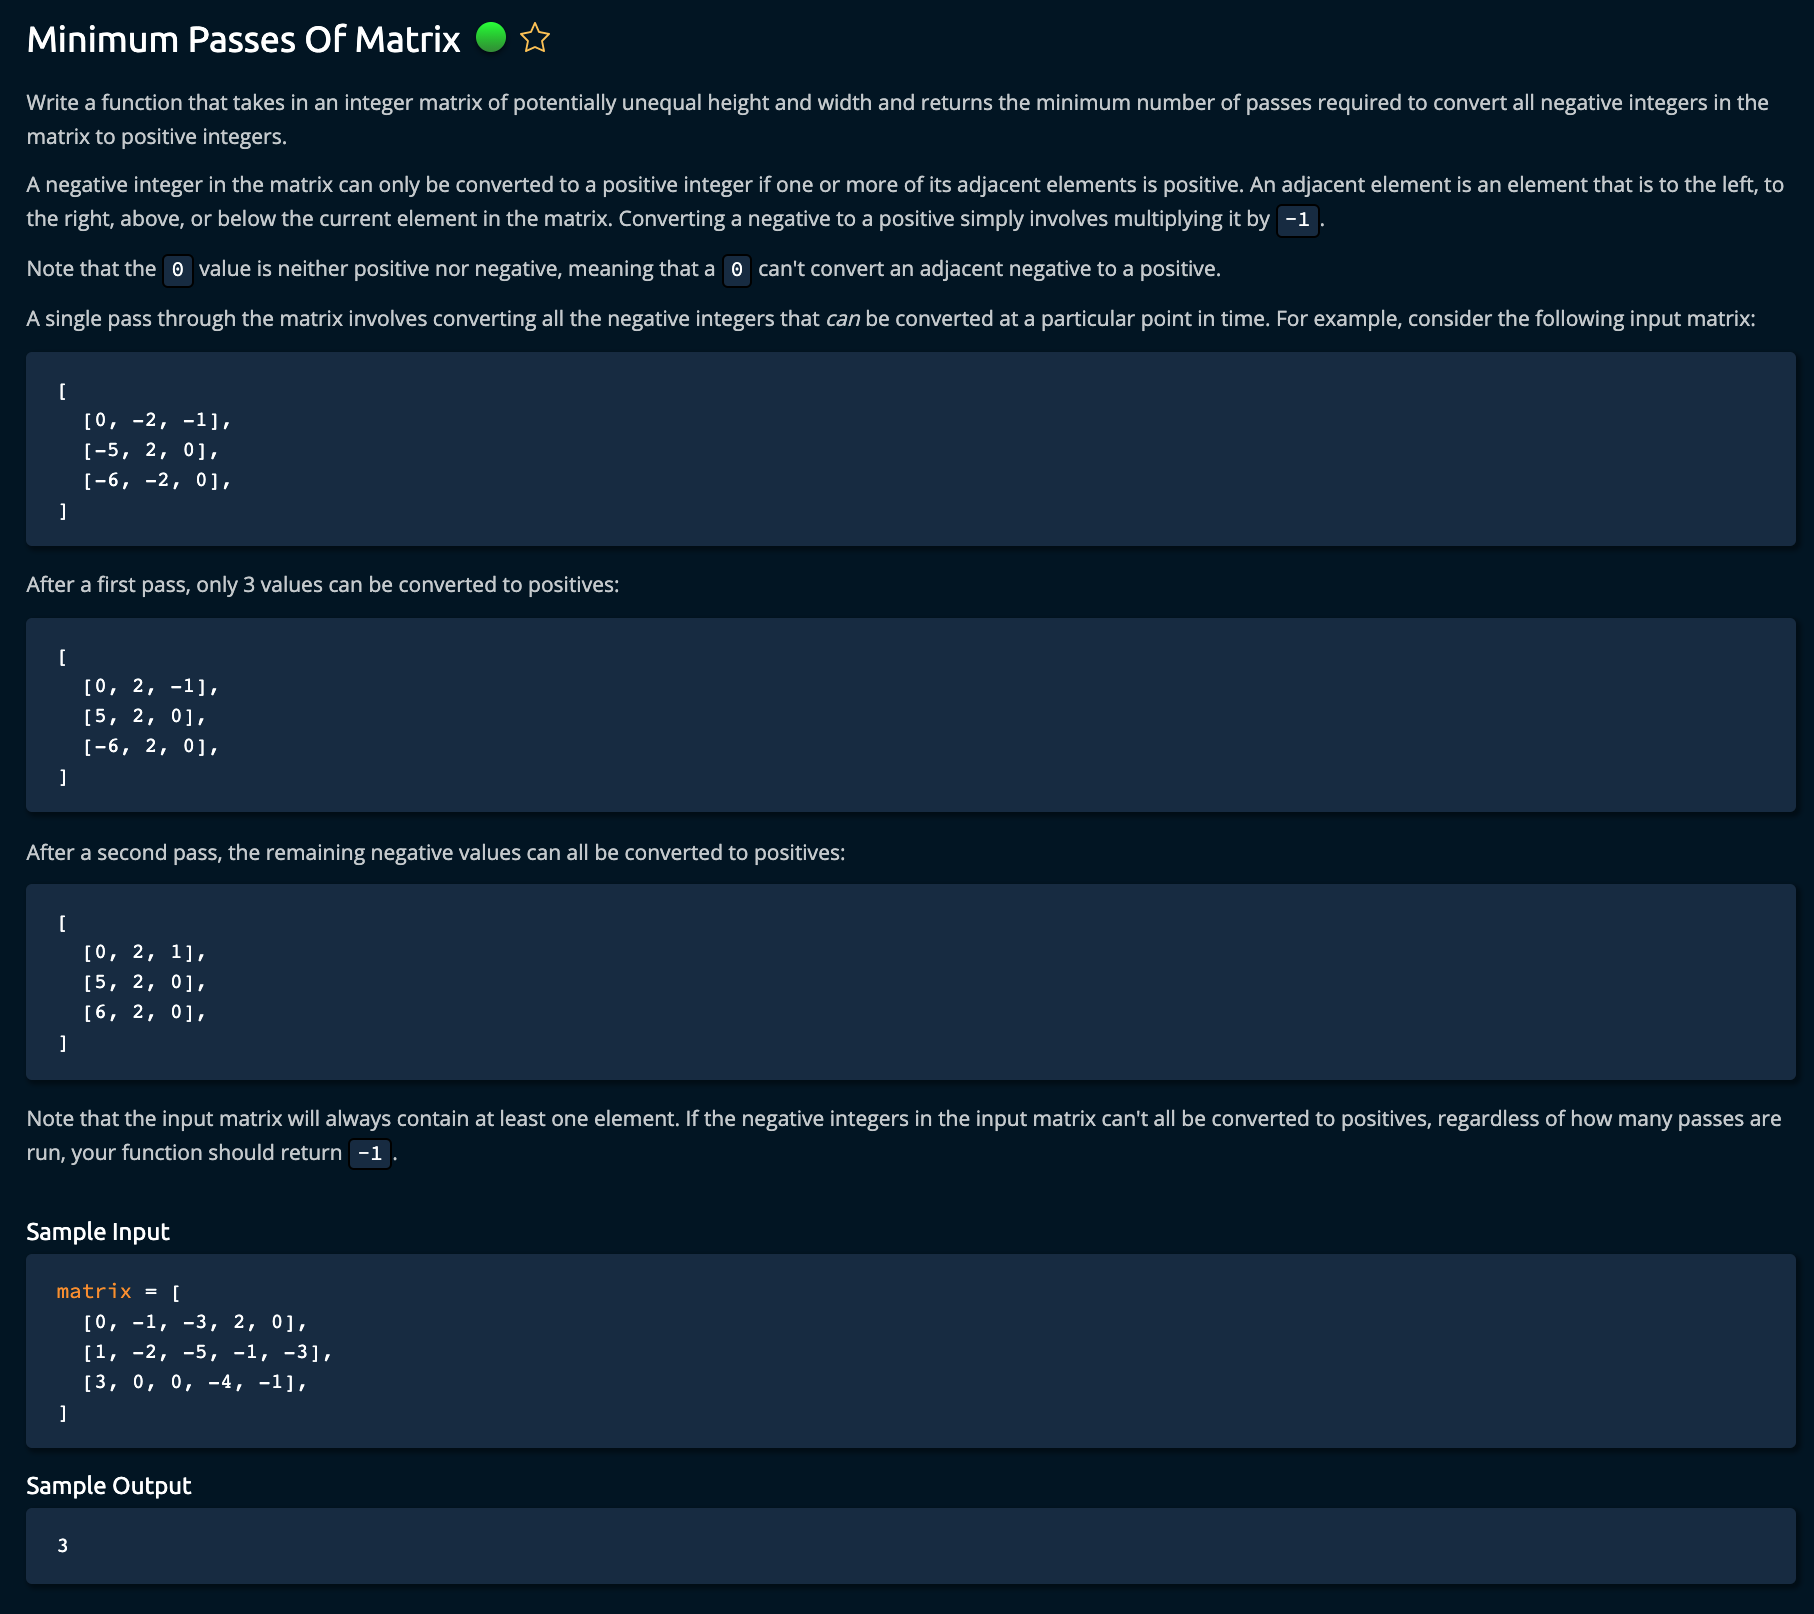 Minimum Passes Of Matrix
Write a function that takes in an integer matrix of potentially unequal height and width and returns the minimum number of passes required to convert all negative integers in the
matrix to positive integers.
A negative integer in the matrix can only be converted to a positive integer if one or more of its adjacent elements is positive. An adjacent element is an element that is to the left, to
the right, above, or below the current element in the matrix. Converting a negative to a positive simply involves multiplying it by -1.
Note that the 0 value is neither positive nor negative, meaning that a 0 can't convert an adjacent negative to a positive.
A single pass through the matrix involves converting all the negative integers that can be converted at a particular point in time. For example, consider the following input matrix:
[
  [0, -2, -1],
  [-5, 2, 0],
  [-6, -2, 0],
]
After a first pass, only 3 values can be converted to positives:
[
  [0, 2, -1],
  [5, 2, 0],
  [-6, 2, 0],
]
After a second pass, the remaining negative values can all be converted to positives:
[
  [0, 2, 1],
  [5, 2, 0],
  [6, 2, 0],
]
Note that the input matrix will always contain at least one element. If the negative integers in the input matrix can't all be converted to positives, regardless of how many passes are
run, your function should return -1.
Sample Input
matrix = [
  [0, -1, -3, 2, 0],
  [1, -2, -5, -1, -3],
  [3, 0, 0, -4, -1],
]
Sample Output
3